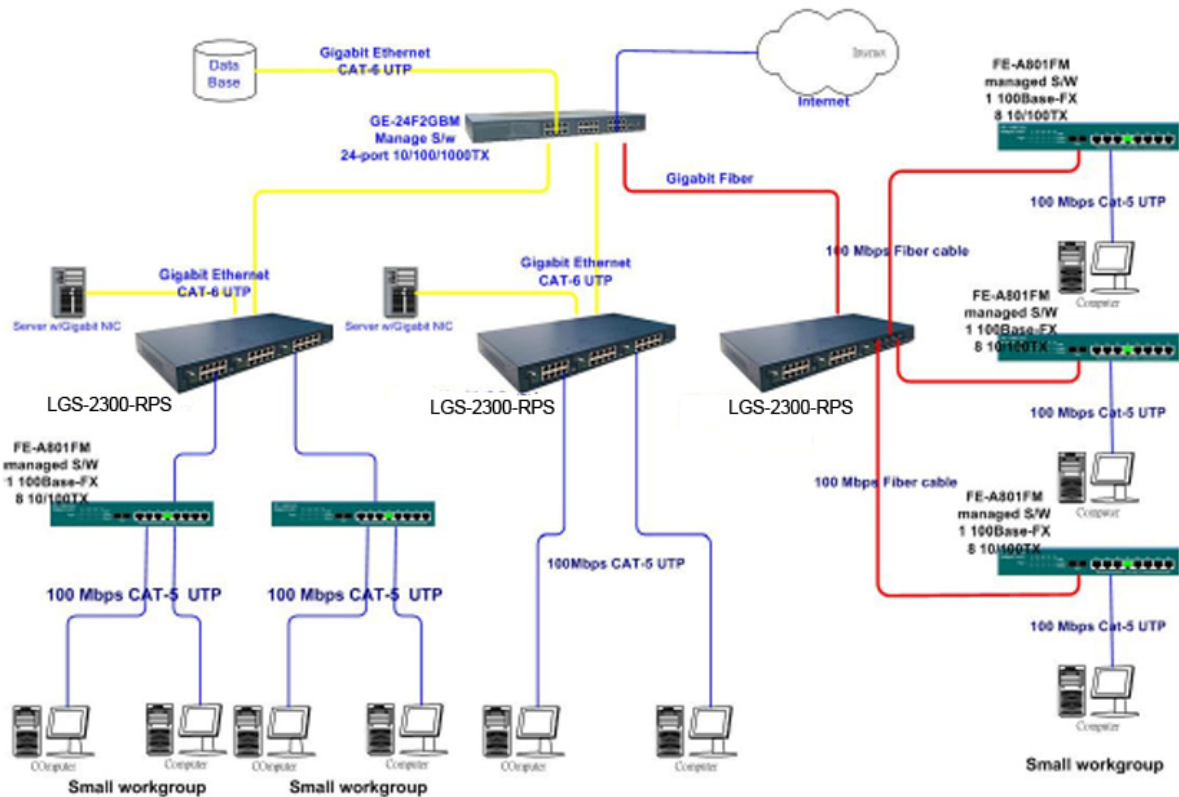 Data
Base
Gigabit Ethernet
CAT-6 UTP
Internet
Internet
GE-24F2GBM
Manage S/w
24-port 10/100/1000TX
FE-A801FM
managed S/W
1 100Base-FX
8 10/100TX
Gigabit Fiber
100 Mbps Cat-5 UTP
100 Mbps Fiber cable
Computer
Gigabit Ethernet
CAT-6 UTP
Server w/Gigabit NIC
Gigabit Ethernet
CAT-6 UTP
Server w/Gigabit NIC
FE-A801FM
managed S/W
1 100Base-FX
8 10/100TX
LGS-2300-RPS
LGS-2300-RPS
LGS-2300-RPS
100 Mbps Cat-5 UTP
Computer
FE-A801FM
managed S/W
1 100Base-FX
8 10/100TX
100 Mbps Fiber cable
FE-A801FM
managed S/W
1 100Base-FX
8 10/100TX
100 Mbps CAT-5 UTP
100 Mbps CAT-5 UTP
100Mbps CAT-5 UTP
100 Mbps Cat-5 UTP
Computer
COmputer
Computer
COmputer
Computer
COmputer
Computer
Small workgroup
Small workgroup
Small workgroup